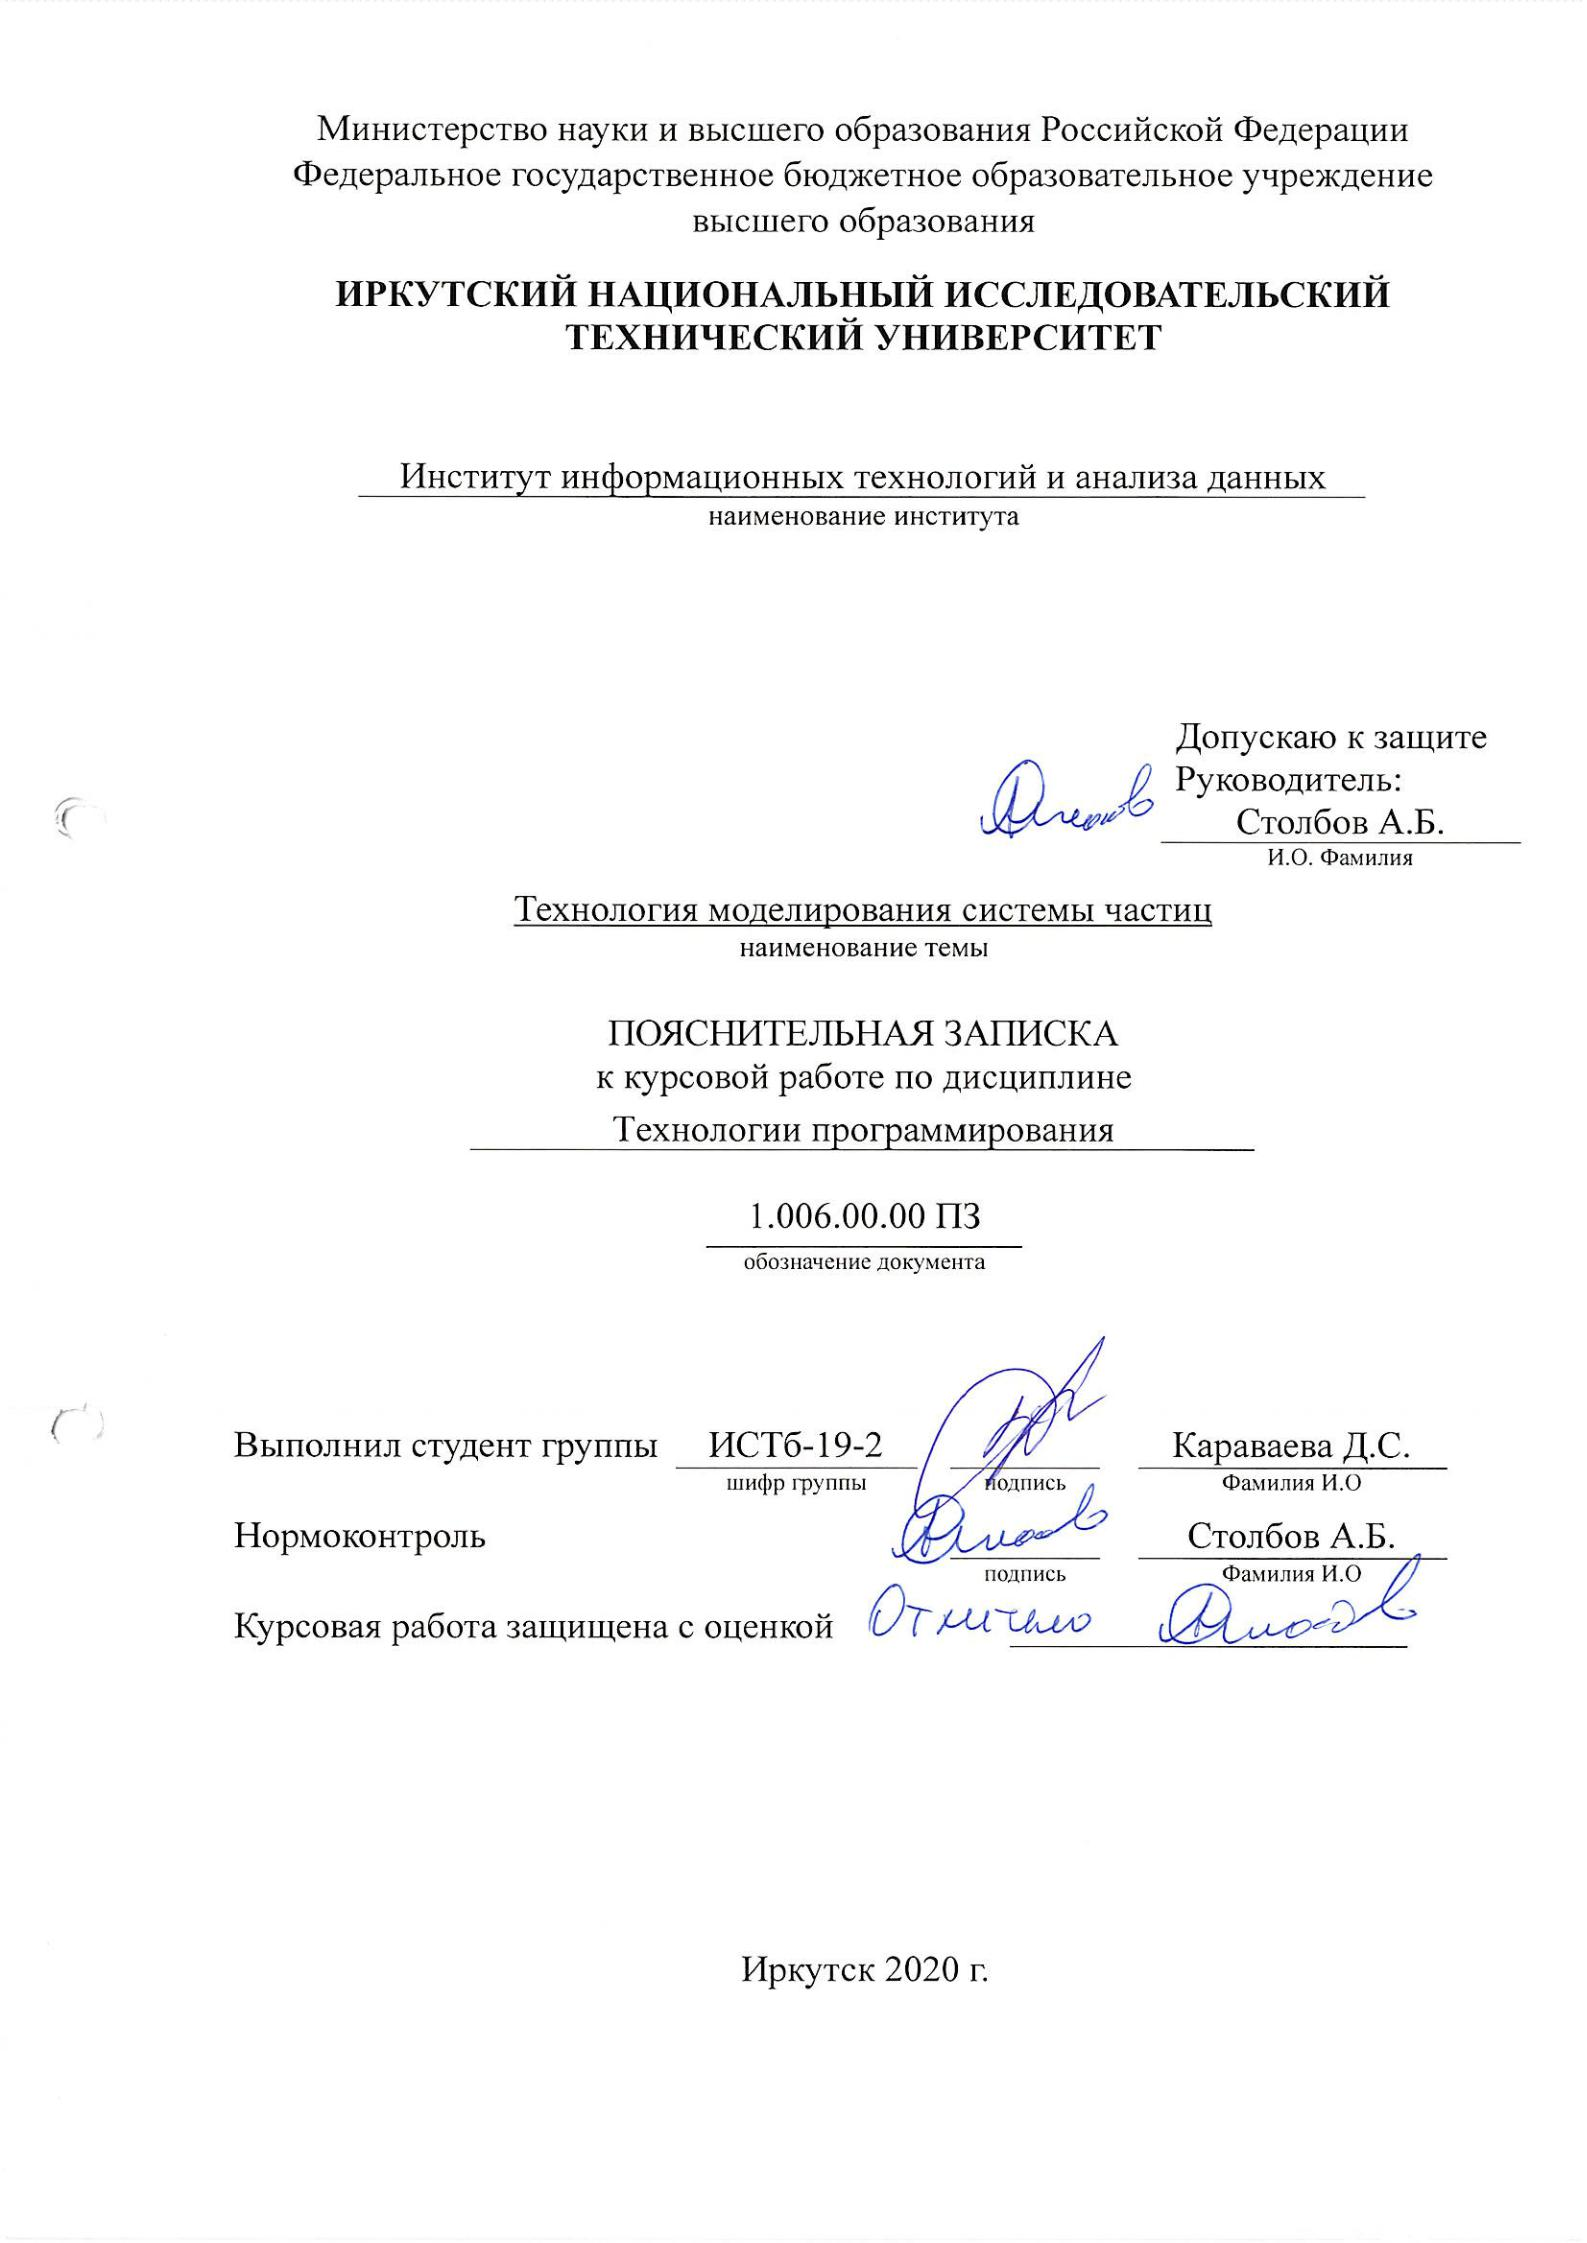 Министерство науки и высшего образования Российской Федерации
Федеральное государственное бюджетное образовательное учреждение
высшего образования
ИРКУТСКИЙ НАЦИОНАЛЬНЫЙ ИССЛЕДОВАТЕЛЬСКИЙ
ТЕХНИЧЕСКИЙ УНИВЕРСИТЕТ
Институт информационных технологий и анализа данных
наименование института
Допускаю к защите
Руководитель:
Столбов А.Б.
И.О. Фамилия
Технология моделирования системы частиц
наименование темы
ПОЯСНИТЕЛЬНАЯ ЗАПИСКА
к курсовой работе по дисциплине
Технологии программирования
1.006.00.00 ПЗ
обозначение документа
Выполнил студент группы ИСТб-19-2 Караваева Д.С.
шифр группы подпись Фамилия И.О
Нормоконтроль Столбов А.Б.
подпись Фамилия И.О
Курсовая работа защищена с оценкой Отлично
Иркутск 2020 г.